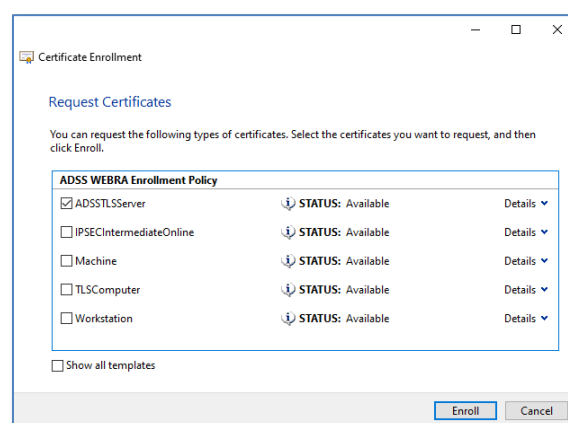 Certificate Enrollment
Request Certificates
You can request the following types of certificates. Select the certificates you want to request, and then
click Enroll.
ADSS WEBRA Enrollment Policy
ADSSTLSServer STATUS: Available Details
IPSECIntermediateOnline STATUS: Available Details
Machine STATUS: Available Details
TLSComputer STATUS: Available Details
Workstation STATUS: Available Details
Show all templates
Enroll Cancel